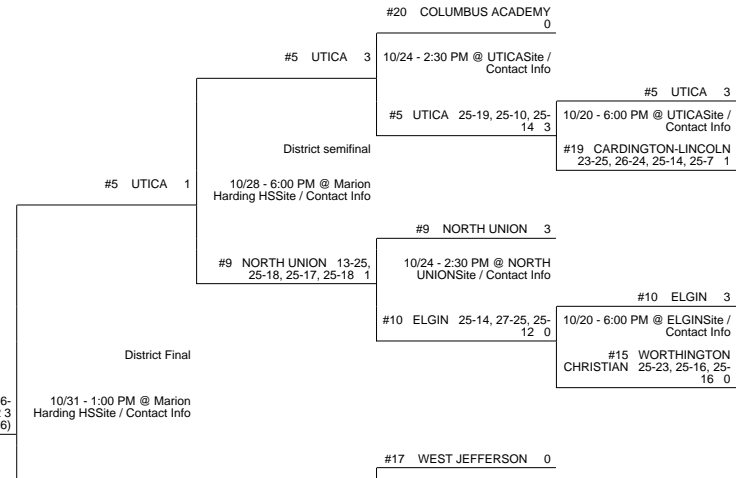 #20 COLUMBUS ACADEMY
0
#5 UTICA 3
10/24 - 2:30 PM @ UTICASite /
Contact Info
#5 UTICA 3
#5 UTICA 25-19, 25-10, 25-
14 3
10/20 - 6:00 PM @ UTICASite /
Contact Info
District semifinal
#19 CARDINGTON-LINCOLN
23-25, 26-24, 25-14, 25-7 1
#5 UTICA 1
10/28 - 6:00 PM @ Marion
Harding HSSite / Contact Info
#9 NORTH UNION 3
#9 NORTH UNION 13-25,
25-18, 25-17, 25-18 1
10/24 - 2:30 PM @ NORTH
UNIONSite / Contact Info
#10 ELGIN 3
#10 ELGIN 25-14, 27-25, 25-
12 0
10/20 - 6:00 PM @ ELGINSite /
Contact Info
District Final
#15 WORTHINGTON
CHRISTIAN 25-23, 25-16, 25-
16 0
6-
3
6)
10/31 - 1:00 PM @ Marion
Harding HSSite / Contact Info
#17 WEST JEFFERSON 0